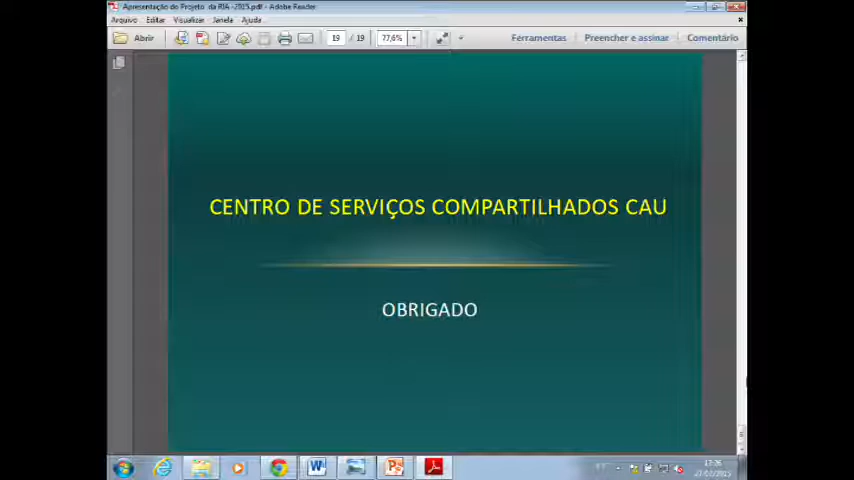 Apresentação do Projeto da RIA -2015.pdf - Adobe Reader
Arquivo Editar Visualizar Janela Ajuda
Abrir 19 / 19 77,6% Ferramentas Preencher e assinar Comentário
CENTRO DE SERVIÇOS COMPARTILHADOS CAU
OBRIGADO